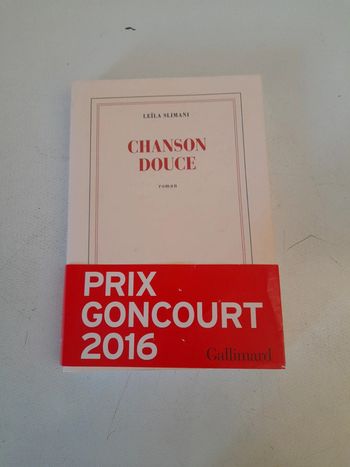 LEÏLA SLIMANI
CHANSON
DOUCE
roman
PRIX
GONCOURT
2016
Gallimard